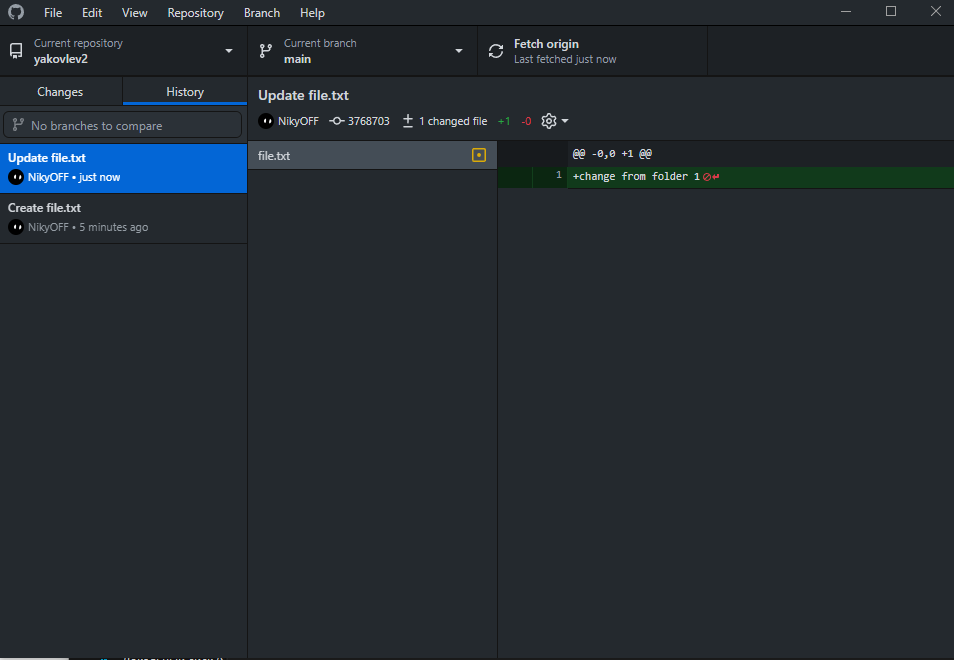 File Edit View Repository Branch Help
Current repository
yakovlev2
Current branch
main
Fetch origin
Last fetched just now
Changes
History
No branches to compare
Update file.txt
NikyOFF • just now
Create file.txt
NikyOFF • 5 minutes ago
Update file.txt
NikyOFF 3768703 1 changed file +1 -0
file.txt
@@ -0,0 +1 @@
1 +change from folder 1